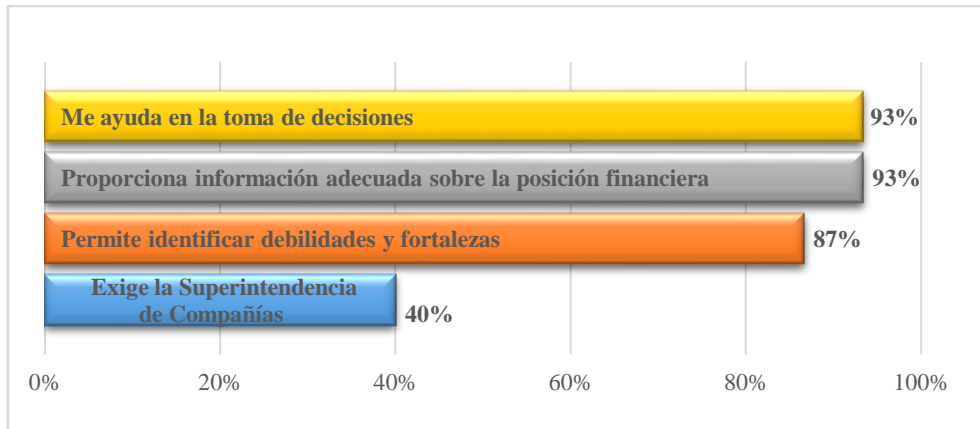 Me ayuda en la toma de decisiones
93%
Proporciona información adecuada sobre la posición financiera
93%
Permite identificar debilidades y fortalezas
87%
Exige la Superintendencia
de Compañías
40%
0% 20% 40% 60% 80% 100%